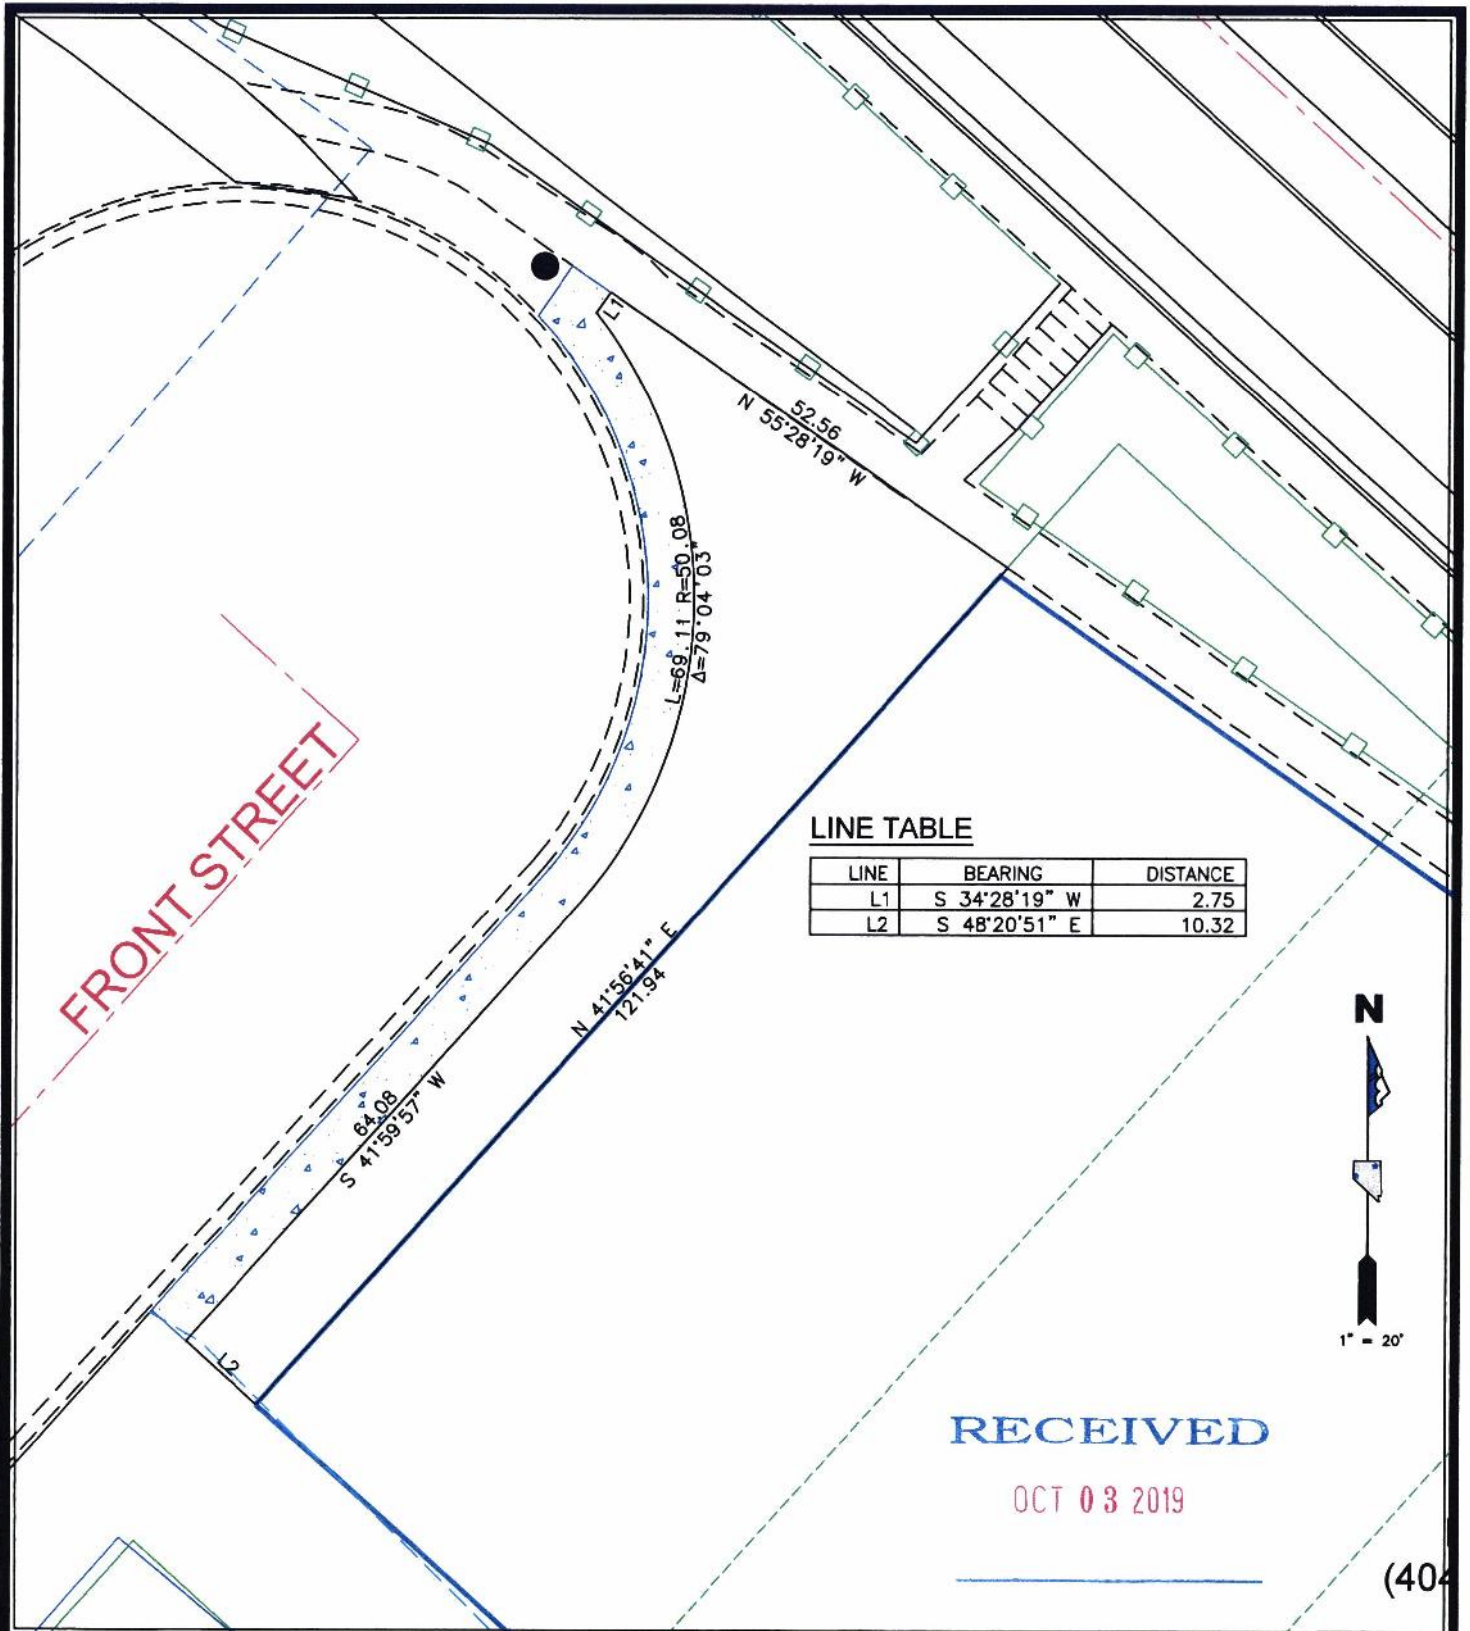 L1
52.56
N 55°28'19" W
L=69.11 R=50.08
Δ=79°04'03"
FRONT STREET
LINE TABLE
LINE BEARING DISTANCE
L1 S 34°28'19" W 2.75
L2 S 48°20'51" E 10.32
N 41°56'41" E
121.94
N
64.08
S 41°59'57" W
1" = 20'
L2
RECEIVED
OCT 03 2019
(404